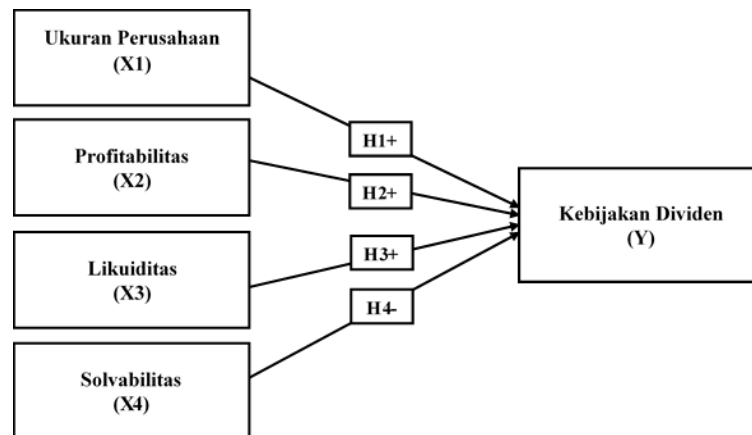 Ukuran Perusahaan
(X1)
H1+
Profitabilitas
(X2)
H2+
Kebijakan Dividen
(Y)
Likuiditas
(X3)
H3+
H4-
Solvabilitas
(X4)